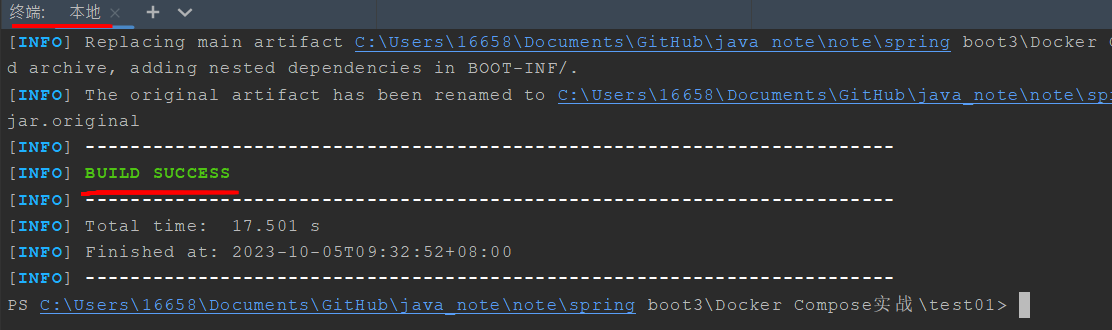 终端: 本地 × +
[INFO] Replacing main artifact C:\Users\16658\Documents\GitHub\java_note\note\spring boot3\Docker
d archive, adding nested dependencies in BOOT-INF/.
[INFO] The original artifact has been renamed to C:\Users\16658\Documents\GitHub\java_note\note\spr
jar.original
[INFO] ------------------------------------------------------------------------
[INFO] BUILD SUCCESS
[INFO] ------------------------------------------------------------------------
[INFO] Total time:  17.501 s
[INFO] Finished at: 2023-10-05T09:32:52+08:00
[INFO] ------------------------------------------------------------------------
PS C:\Users\16658\Documents\GitHub\java_note\note\spring boot3\Docker Compose实战\test01>